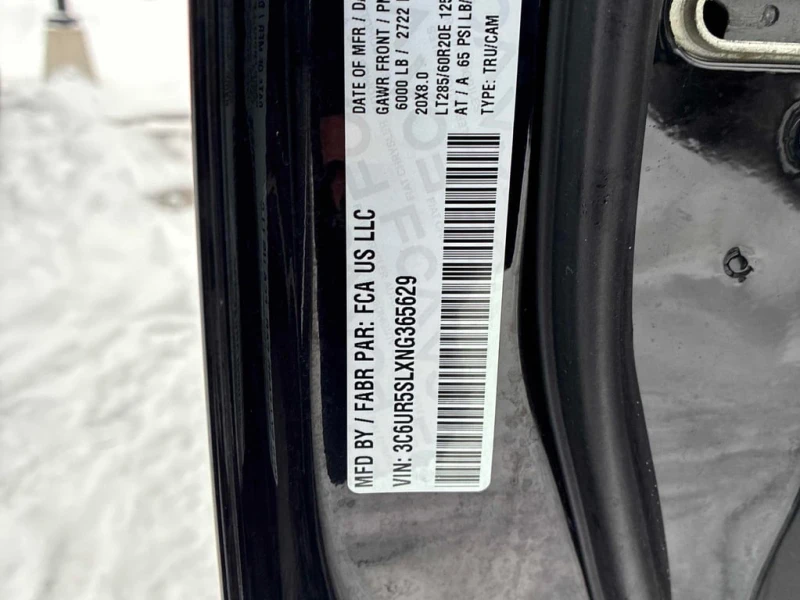 DATE OF MFR / DA
GAWR FRONT / PN
6000 LB / 2722
20X8.0
LT285/60R20E 125
AT / A 65 PSI LB/
TYPE: TRU/CAM
MFD BY / FABR PAR: FCA US LLC
VIN: 3C6UR5SLXNG365629